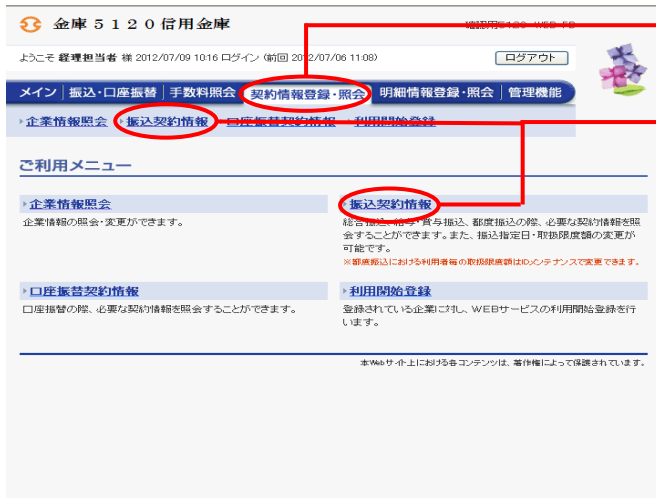 金庫５１２０信用金庫
ようこそ 経理担当者 様 2012/07/09 10:16 ログイン (前回 2012/07/06 11:08)
ログアウト
メイン 振込・口座振替 手数料照会 契約情報登録・照会 明細情報登録・照会 管理機能
企業情報照会 振込契約情報 口座振替契約情報 利用開始登録
ご利用メニュー
企業情報照会
企業情報の照会・変更ができます。
振込契約情報
総合振込、給与・賞与振込、都度振込の際、必要な契約情報を照
会することができます。また、振込指定日・取扱限度額の変更が
可能です。
※都度振込における利用者毎の取扱限度額はIDメンテナンスで変更できます。
口座振替契約情報
口座振替の際、必要な契約情報を照会することができます。
利用開始登録
登録されている企業に対し、WEBサービスの利用開始登録を行
います。
本Webサイト上における各コンテンツは、著作権によって保護されています。